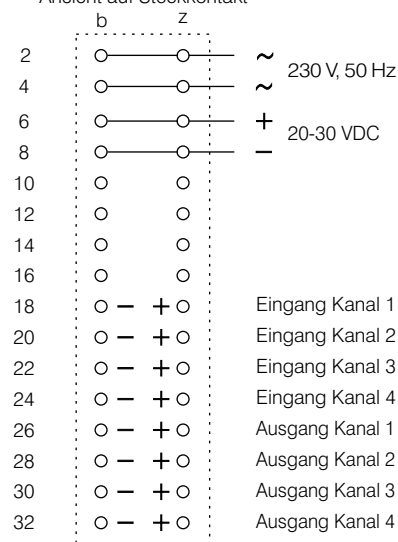 Ansicht auf Steckkontakt
b z
2 ~
230 V, 50 Hz
4 ~
6 +
20-30 VDC
8 −
10
12
14
16
18 − + Eingang Kanal 1
20 − + Eingang Kanal 2
22 − + Eingang Kanal 3
24 − + Eingang Kanal 4
26 − + Ausgang Kanal 1
28 − + Ausgang Kanal 2
30 − + Ausgang Kanal 3
32 − + Ausgang Kanal 4